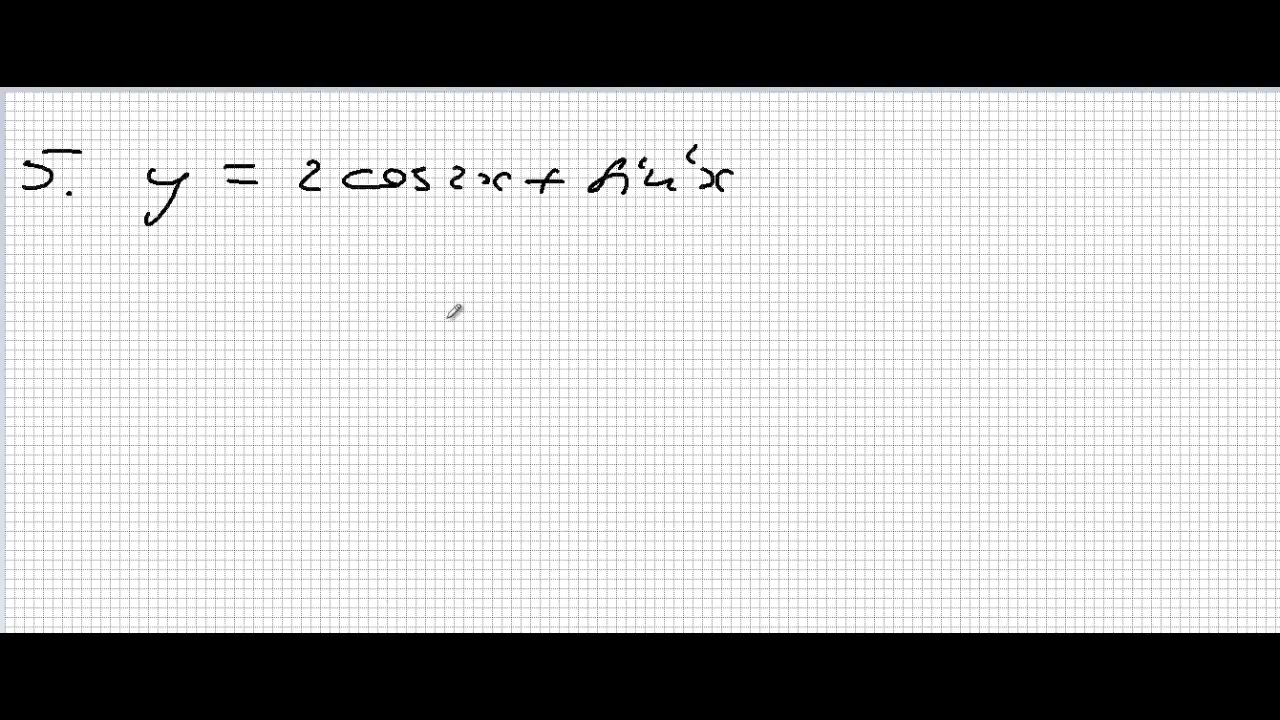 5. y = 2 cos 2x + sin²x